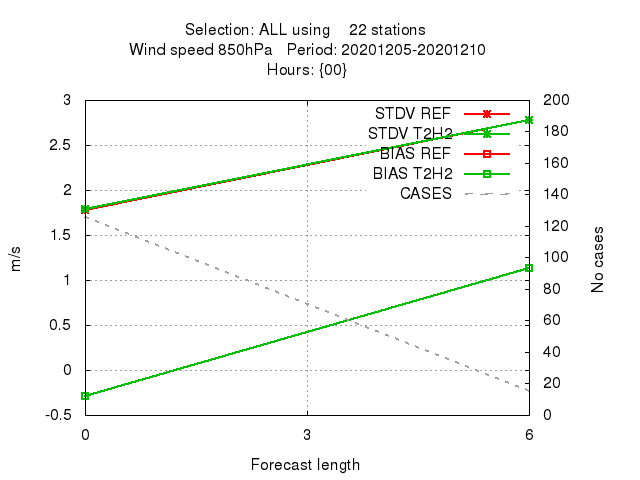 Selection: ALL using 22 stations
Wind speed 850hPa Period: 20201205-20201210
Hours: {00}
3
2.5
2
1.5
1
0.5
0
-0.5
m/s
200
180
160
140
120
100
80
60
40
20
0
No cases
STDV REF
STDV T2H2
BIAS REF
BIAS T2H2
CASES
0
3
6
Forecast length